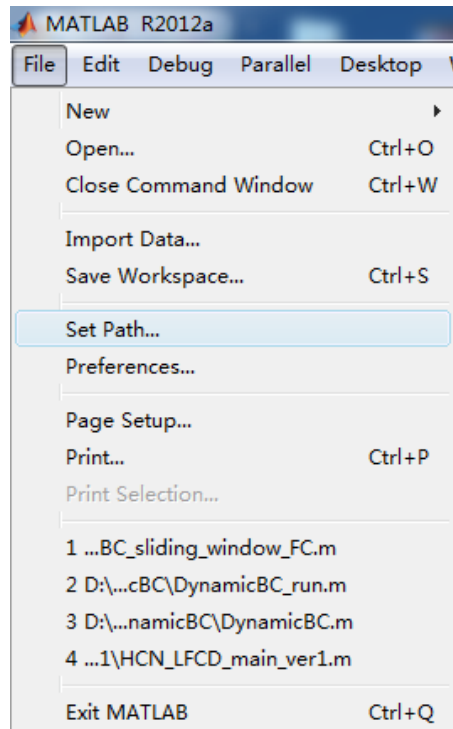 MATLAB R2012a
File Edit Debug Parallel Desktop
New
Open... Ctrl+O
Close Command Window Ctrl+W
Import Data...
Save Workspace... Ctrl+S
Set Path...
Preferences...
Page Setup...
Print... Ctrl+P
Print Selection...
1 ...BC_sliding_window_FC.m
2 D:\...cBC\DynamicBC_run.m
3 D:\...namicBC\DynamicBC.m
4 ...1\HCN_LFCD_main_ver1.m
Exit MATLAB Ctrl+Q